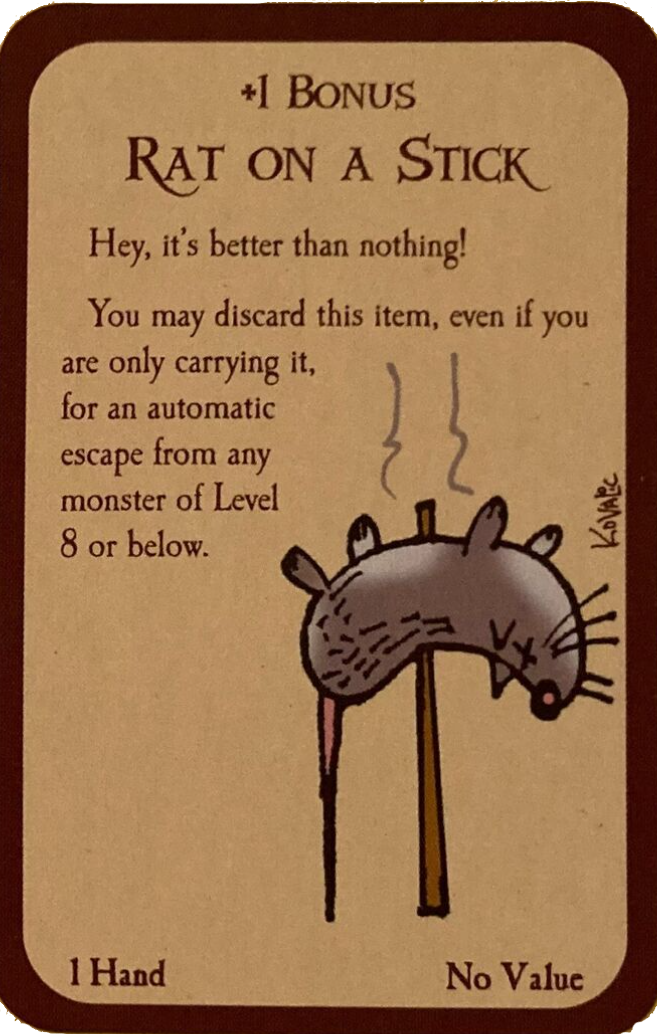 +1 Bonus
Rat on a Stick
Hey, it's better than nothing!
You may discard this item, even if you
are only carrying it,
for an automatic
escape from any
monster of Level
8 or below.
Kovalic
1 Hand
No Value